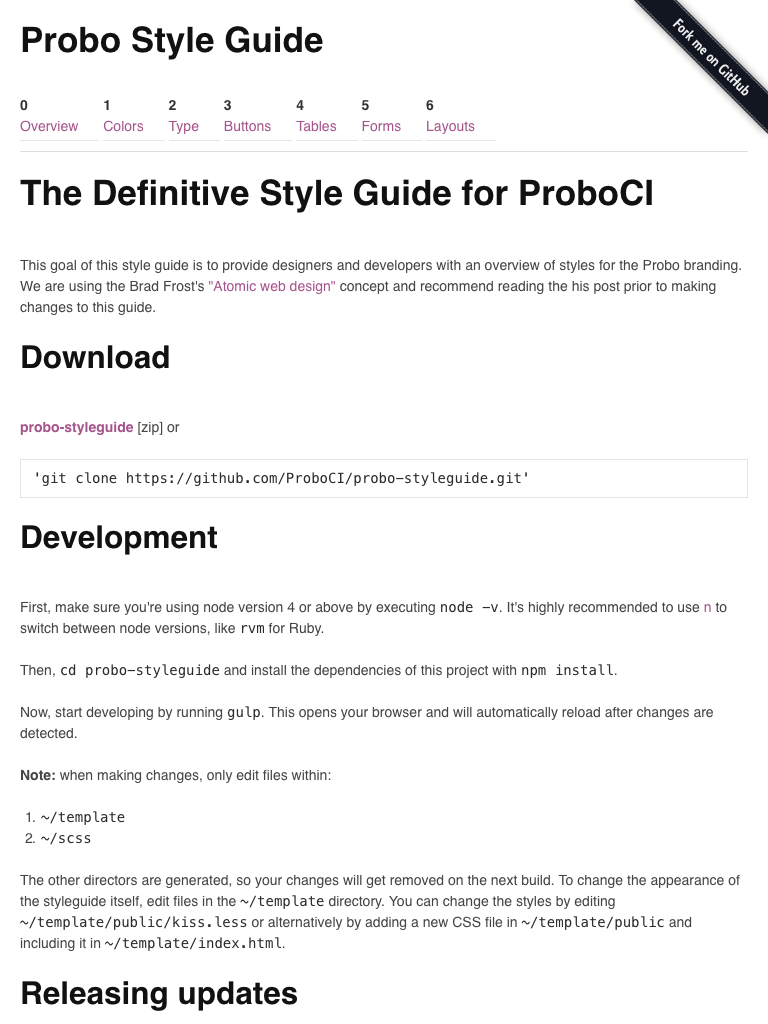 Probo Style Guide
Fork me on GitHub
0 1 2 3 4 5 6
Overview Colors Type Buttons Tables Forms Layouts
The Definitive Style Guide for ProboCI
This goal of this style guide is to provide designers and developers with an overview of styles for the Probo branding.
We are using the Brad Frost's "Atomic web design" concept and recommend reading the his post prior to making
changes to this guide.
Download
probo-styleguide [zip] or
'git clone https://github.com/ProboCI/probo-styleguide.git'
Development
First, make sure you're using node version 4 or above by executing node -v. It's highly recommended to use n to
switch between node versions, like rvm for Ruby.
Then, cd probo-styleguide and install the dependencies of this project with npm install.
Now, start developing by running gulp. This opens your browser and will automatically reload after changes are
detected.
Note: when making changes, only edit files within:
1. ~/template
2. ~/scss
The other directors are generated, so your changes will get removed on the next build. To change the appearance of
the styleguide itself, edit files in the ~/template directory. You can change the styles by editing
~/template/public/kiss.less or alternatively by adding a new CSS file in ~/template/public and
including it in ~/template/index.html.
Releasing updates